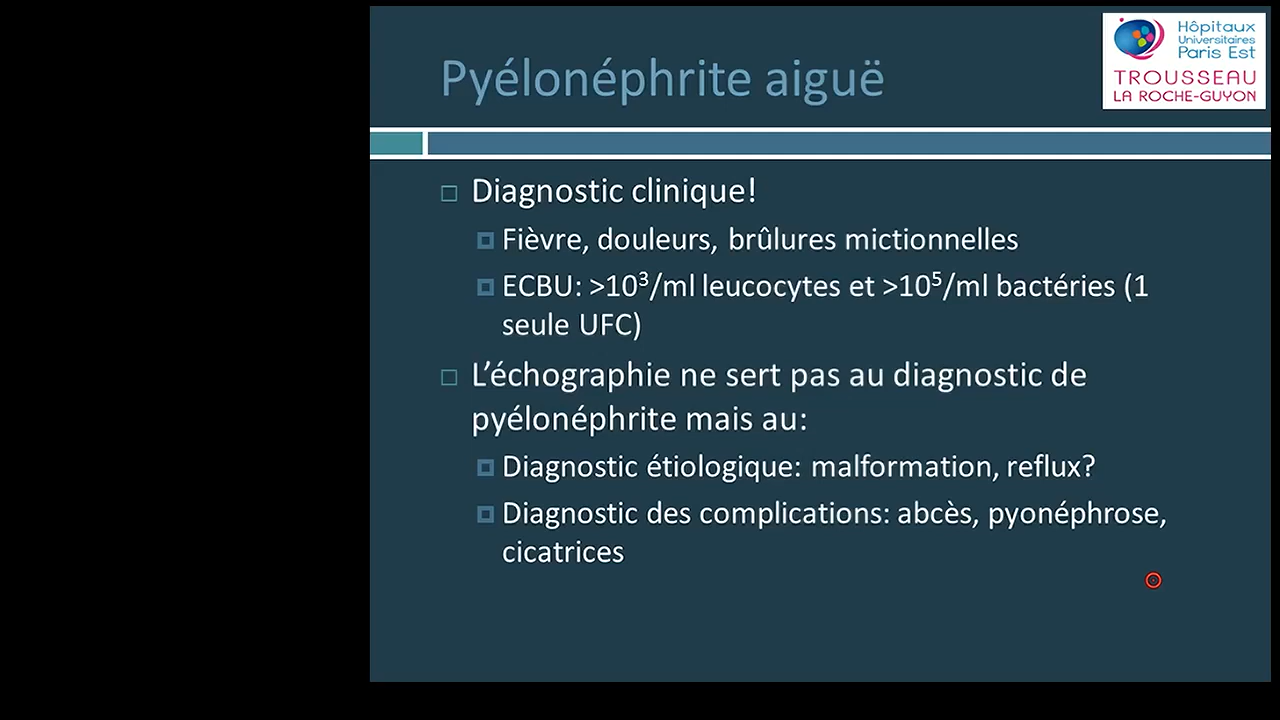 Hôpitaux
Universitaires
Paris Est
TROUSSEAU
LA ROCHE-GUYON
Pyélonéphrite aiguë
Diagnostic clinique!
Fièvre, douleurs, brûlures mictionnelles
ECBU: >10³/ml leucocytes et >10⁵/ml bactéries (1
seule UFC)
L'échographie ne sert pas au diagnostic de
pyélonéphrite mais au:
Diagnostic étiologique: malformation, reflux?
Diagnostic des complications: abcès, pyonéphrose,
cicatrices